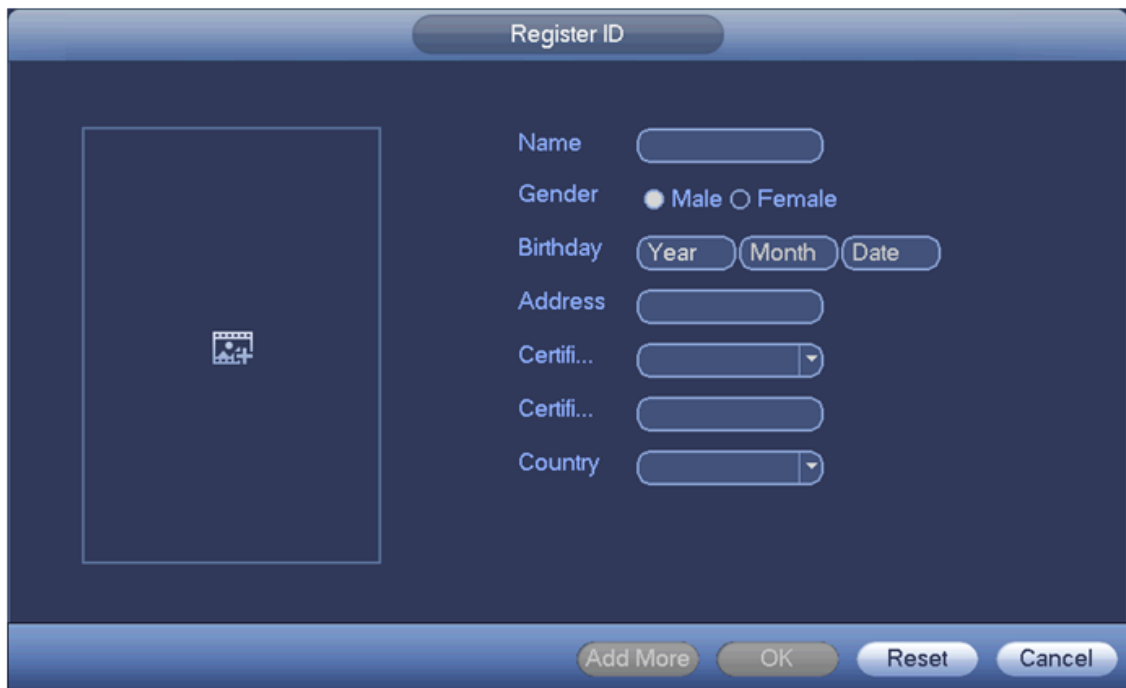 Register ID
Name
Gender Male Female
Birthday Year Month Date
Address
Certifi...
Certifi...
Country
Add More OK Reset Cancel